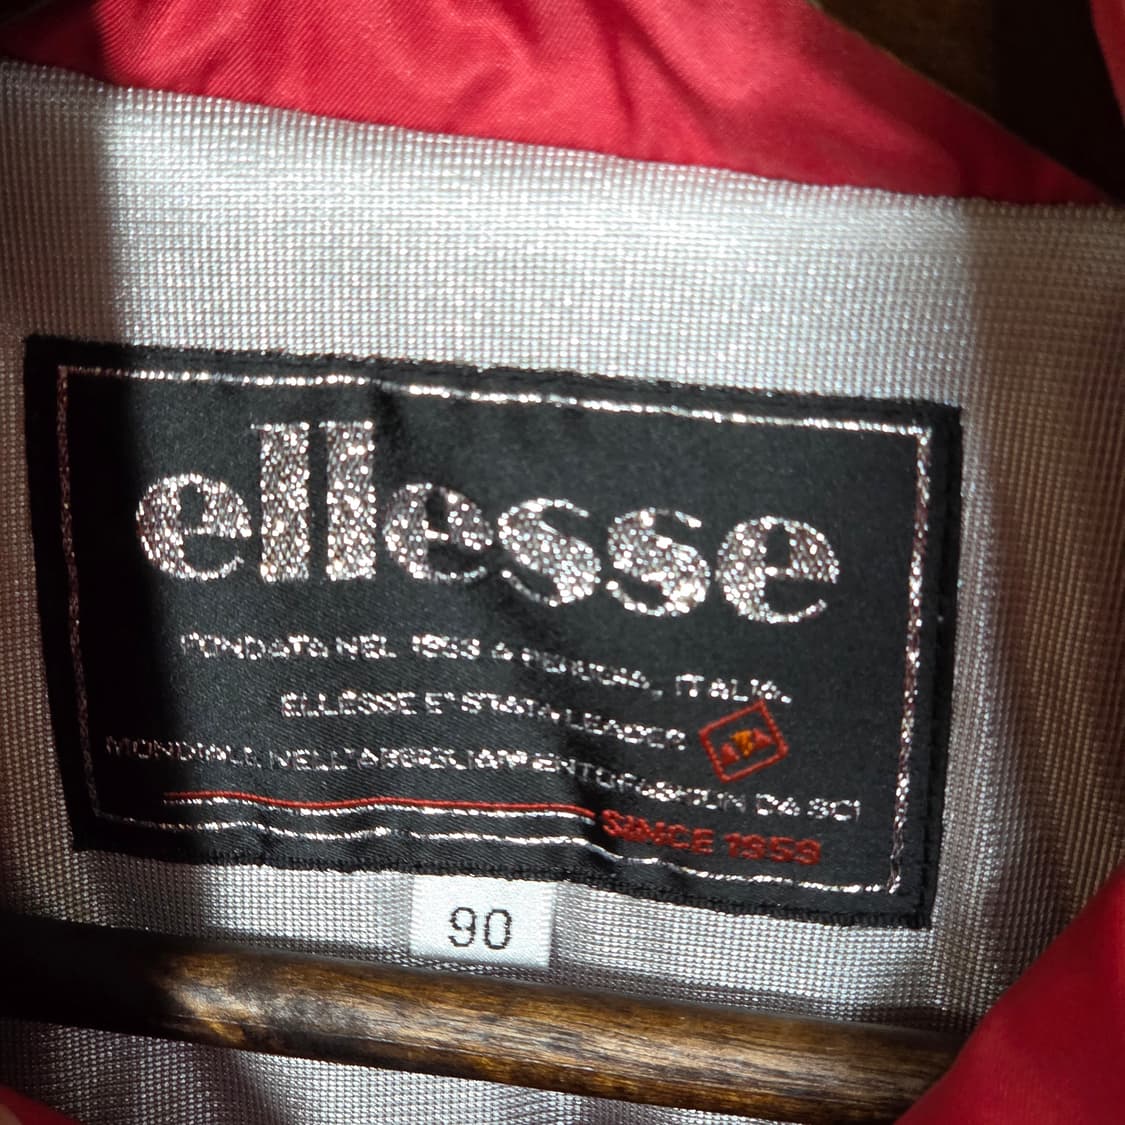 ellesse
FONDATA NEL 1959 A PERUGIA, ITALIA.
ELLESSE E' STATA LEADER
MONDIALE NELL'ABBIGLIAMENTO FASHION DA SCI
SINCE 1959
90